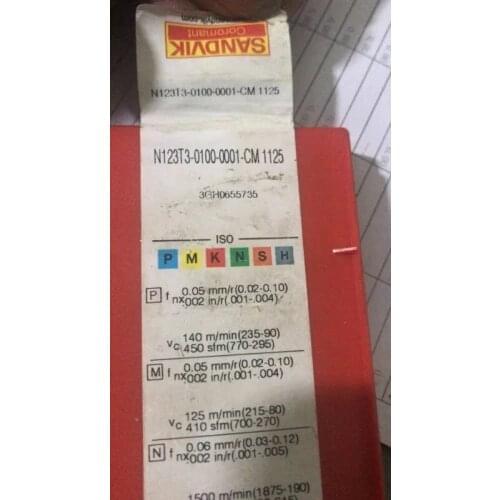 SANDVIK
Coromant
N123T3-0100-0001-CM 1125
N123T3-0100-0001-CM 1125
3GH0655735
ISO
P M K N S H
P fnx 0.05 mm/r(0.02-0.10)
.002 in/r(.001-.004)
vc 140 m/min(235-90)
450 sfm(770-295)
M fnx 0.05 mm/r(0.02-0.10)
.002 in/r(.001-.004)
vc 125 m/min(215-80)
410 sfm(700-270)
N fnx 0.06 mm/r(0.03-0.12)
.002 in/r(.001-.005)
1500 m/min(1875-190)